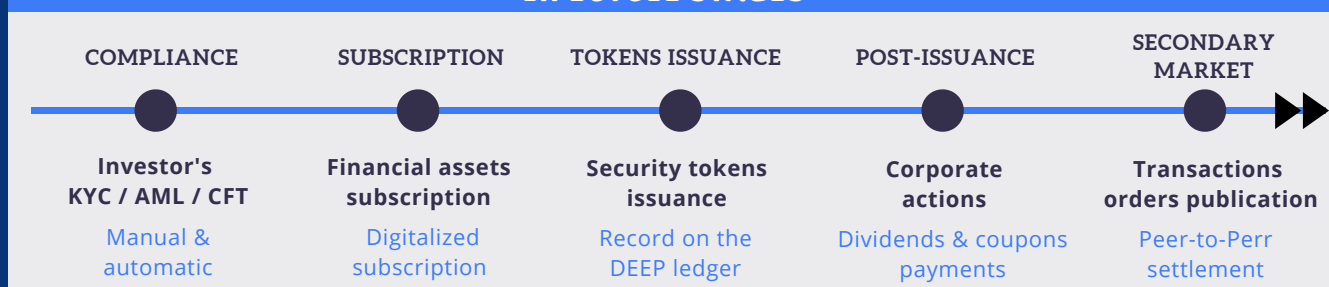 COMPLIANCE
SUBSCRIPTION
TOKENS ISSUANCE
POST-ISSUANCE
SECONDARY
MARKET
Investor's
KYC / AML / CFT
Manual &
automatic
Financial assets
subscription
Digitalized
subscription
Security tokens
issuance
Record on the
DEEP ledger
Corporate
actions
Dividends & coupons
payments
Transactions
orders publication
Peer-to-Perr
settlement